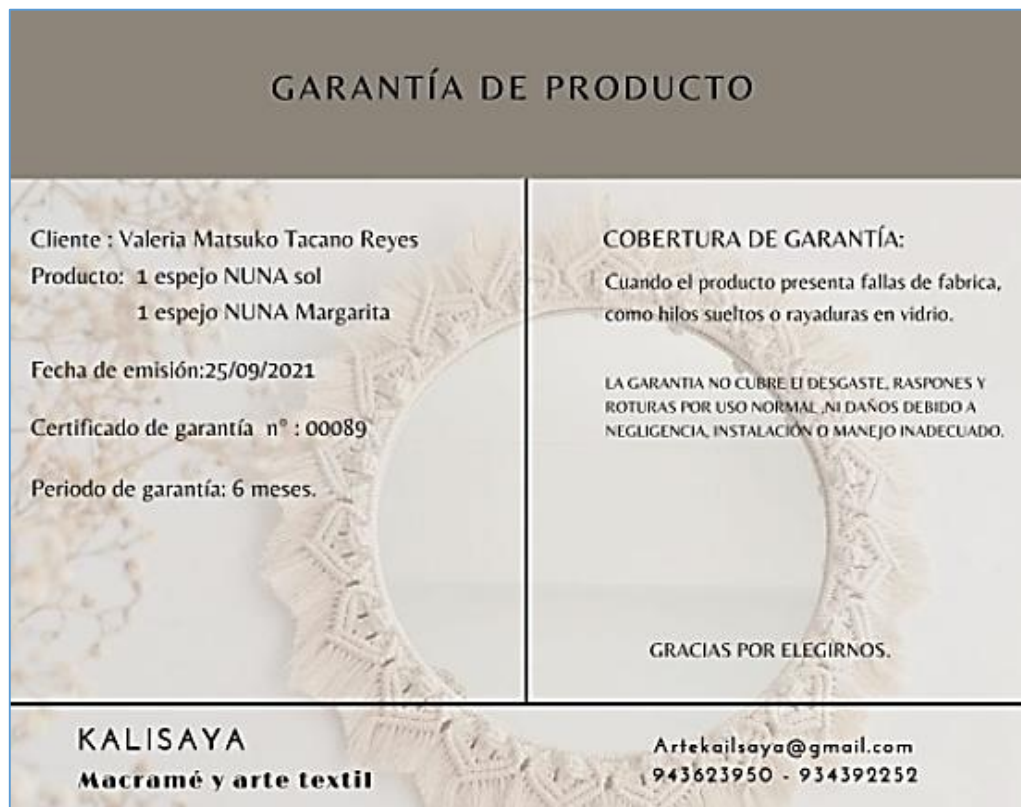 GARANTÍA DE PRODUCTO
Cliente : Valeria Matsuko Tacano Reyes
Producto: 1 espejo NUNA sol
1 espejo NUNA Margarita
Fecha de emisión:25/09/2021
Certificado de garantía n° : 00089
Periodo de garantía: 6 meses.
COBERTURA DE GARANTÍA:
Cuando el producto presenta fallas de fabrica,
como hilos sueltos o rayaduras en vidrio.
LA GARANTIA NO CUBRE El DESGASTE, RASPONES Y
ROTURAS POR USO NORMAL ,NI DAÑOS DEBIDO A
NEGLIGENCIA, INSTALACIÓN O MANEJO INADECUADO.
GRACIAS POR ELEGIRNOS.
KALISAYA
Macramé y arte textil
Artekailsaya@gmail.com
943623950 - 934392252